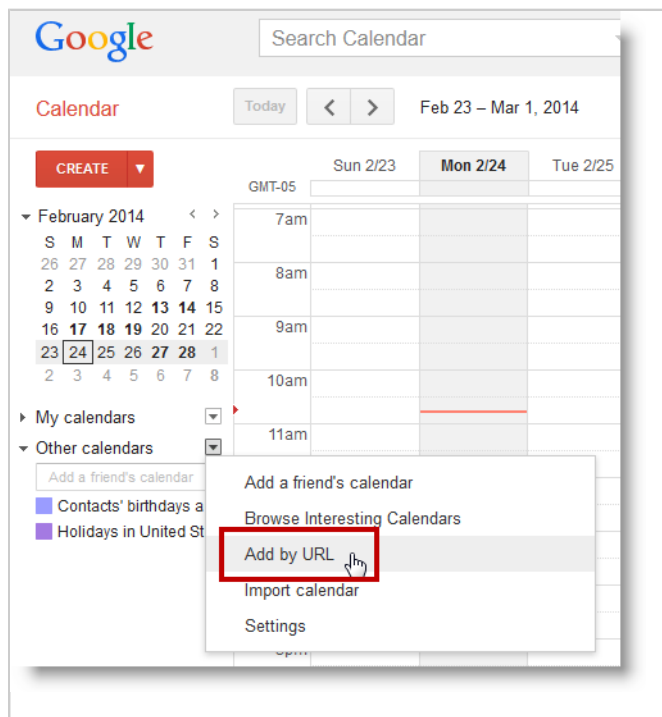 Google
Search Calendar
Calendar
Today
Feb 23 – Mar 1, 2014
CREATE
Sun 2/23 Mon 2/24 Tue 2/25
GMT-05
February 2014
S M T W T F S
26 27 28 29 30 31 1
2 3 4 5 6 7 8
9 10 11 12 13 14 15
16 17 18 19 20 21 22
23 24 25 26 27 28 1
2 3 4 5 6 7 8
7am
8am
9am
10am
11am
My calendars
Other calendars
Add a friend's calendar
Contacts' birthdays a
Holidays in United St
Add a friend's calendar
Browse Interesting Calendars
Add by URL
Import calendar
Settings